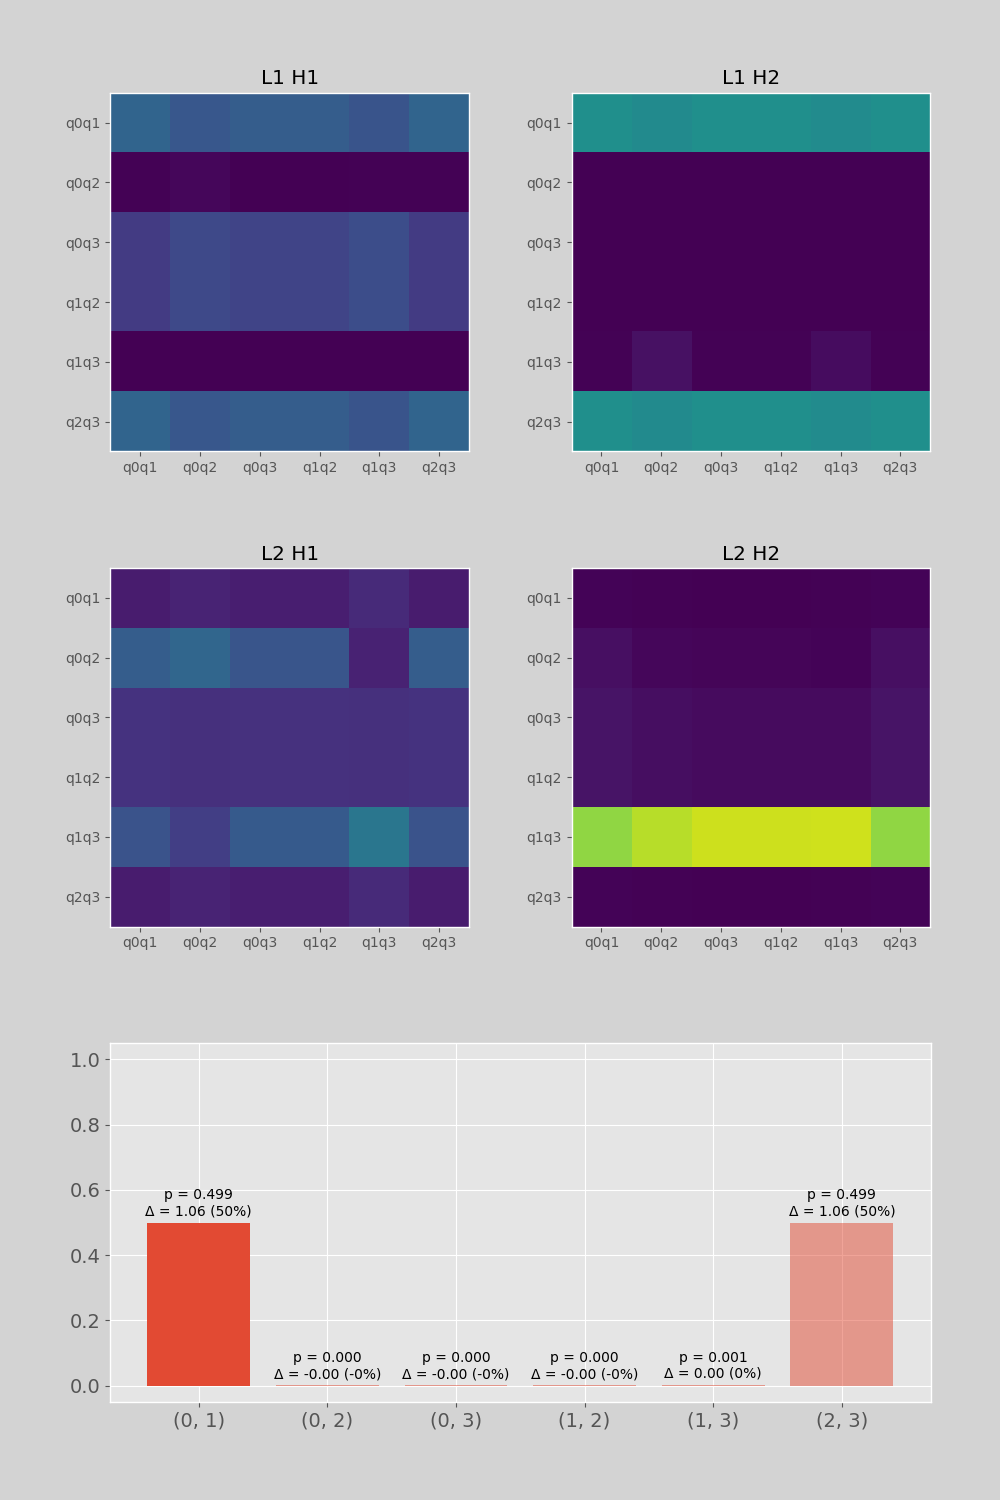 L1 H1
L1 H2
q0q1
q0q2
q0q3
q1q2
q1q3
q2q3
q0q1 q0q2 q0q3 q1q2 q1q3 q2q3
q0q1
q0q2
q0q3
q1q2
q1q3
q2q3
q0q1 q0q2 q0q3 q1q2 q1q3 q2q3
L2 H1
L2 H2
q0q1
q0q2
q0q3
q1q2
q1q3
q2q3
q0q1 q0q2 q0q3 q1q2 q1q3 q2q3
q0q1
q0q2
q0q3
q1q2
q1q3
q2q3
q0q1 q0q2 q0q3 q1q2 q1q3 q2q3
1.0
0.8
0.6
0.4
0.2
0.0
p = 0.499
Δ = 1.06 (50%)
p = 0.000
Δ = -0.00 (-0%)
p = 0.000
Δ = -0.00 (-0%)
p = 0.000
Δ = -0.00 (-0%)
p = 0.001
Δ = 0.00 (0%)
p = 0.499
Δ = 1.06 (50%)
(0, 1) (0, 2) (0, 3) (1, 2) (1, 3) (2, 3)